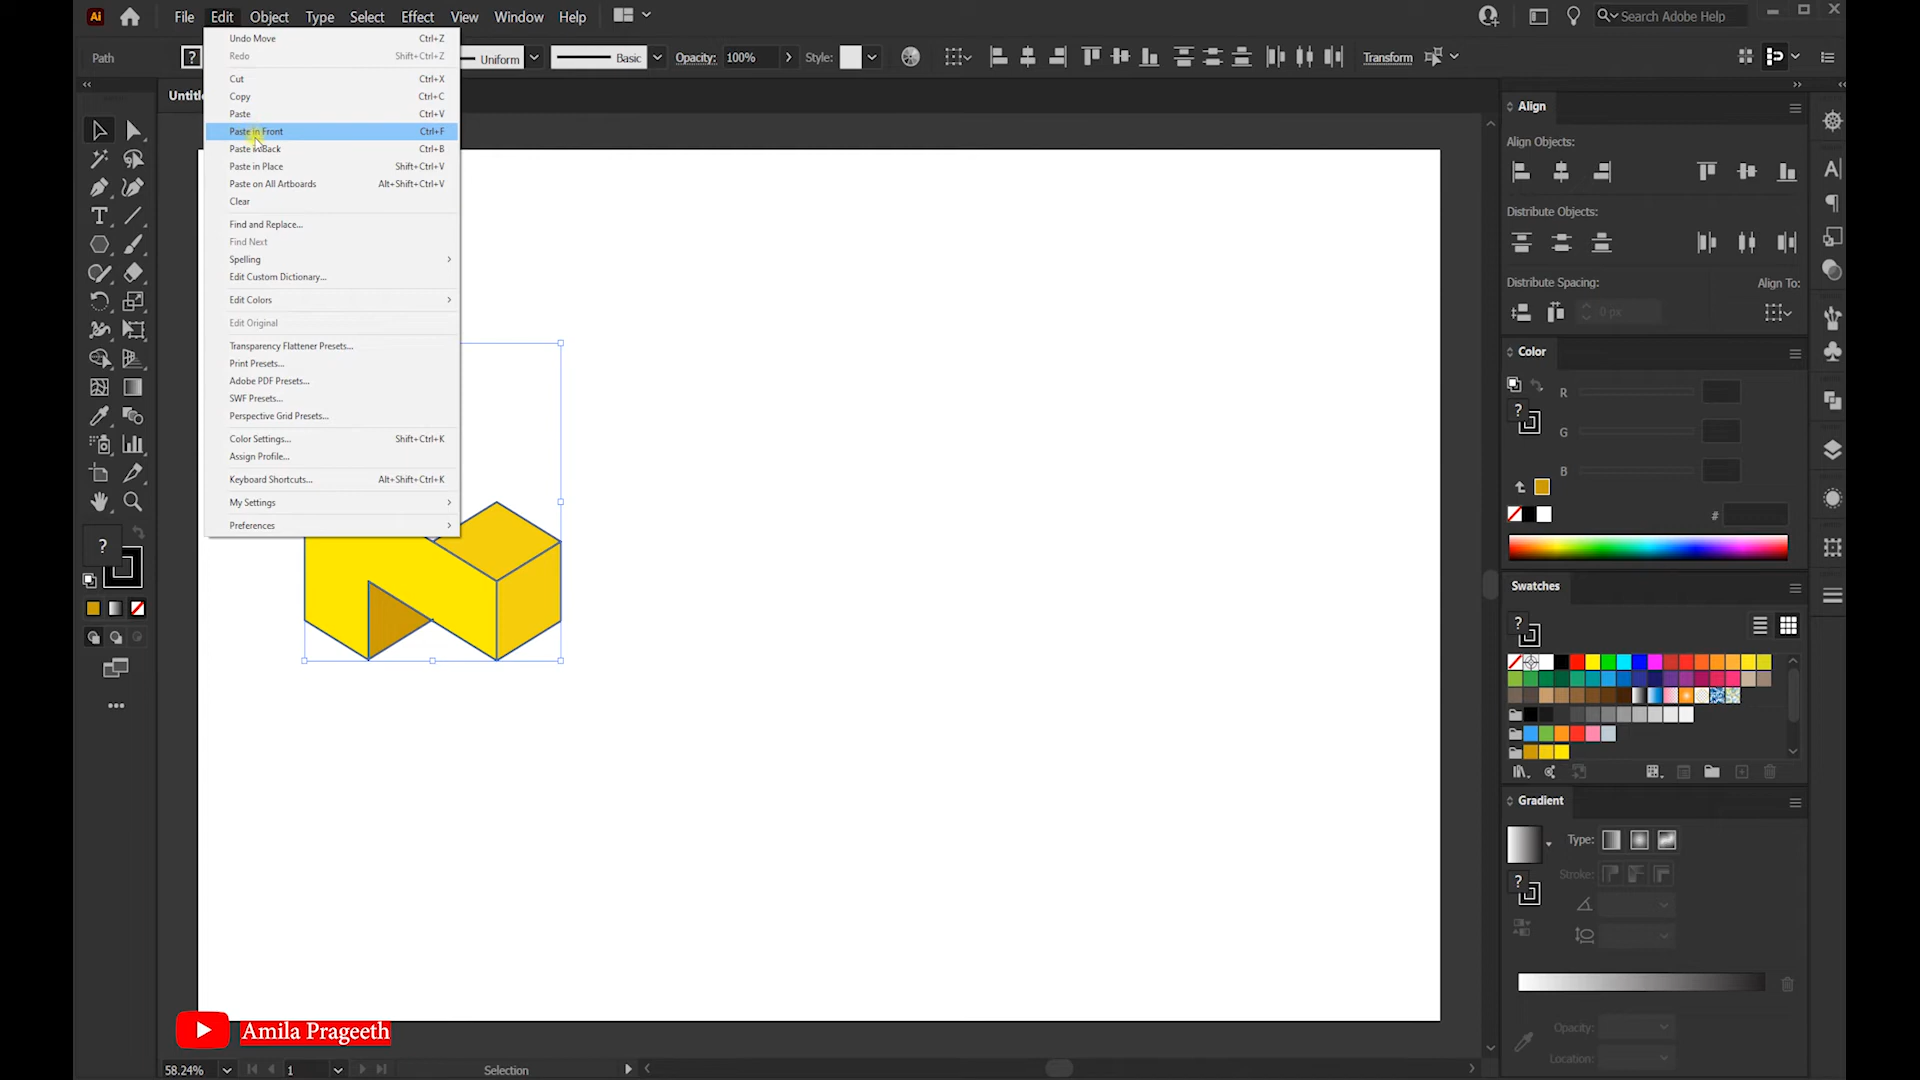 Ai File Edit Object Type Select Effect View Window Help Search Adobe Help
Path Uniform Basic Opacity: 100% Style: Transform
Untitl
Undo Move Ctrl+Z
Redo Shift+Ctrl+Z
Cut Ctrl+X
Copy Ctrl+C
Paste Ctrl+V
Paste in Front Ctrl+F
Paste in Back Ctrl+B
Paste in Place Shift+Ctrl+V
Paste on All Artboards Alt+Shift+Ctrl+V
Clear
Find and Replace...
Find Next
Spelling
Edit Custom Dictionary...
Edit Colors
Edit Original
Transparency Flattener Presets...
Print Presets...
Adobe PDF Presets...
SWF Presets...
Perspective Grid Presets...
Color Settings... Shift+Ctrl+K
Assign Profile...
Keyboard Shortcuts... Alt+Shift+Ctrl+K
My Settings
Preferences
Align
Align Objects:
Distribute Objects:
Distribute Spacing: Align To:
0 px
Color
R
G
B
#
Swatches
Gradient
Type:
Stroke:
Opacity:
Location:
Amila Prageeth
58.24% 1 Selection